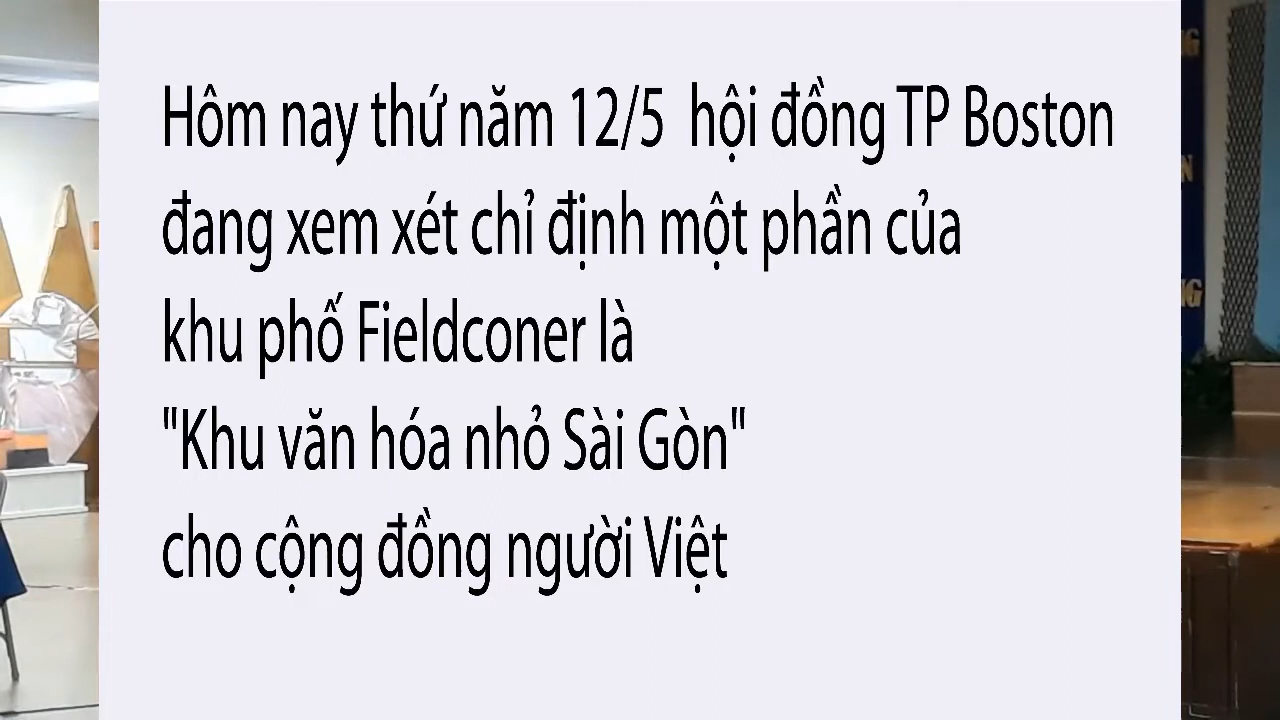 Hôm nay thứ năm 12/5 hội đồng TP Boston
đang xem xét chỉ định một phần của
khu phố Fieldconer là
"Khu văn hóa nhỏ Sài Gòn"
cho cộng đồng người Việt